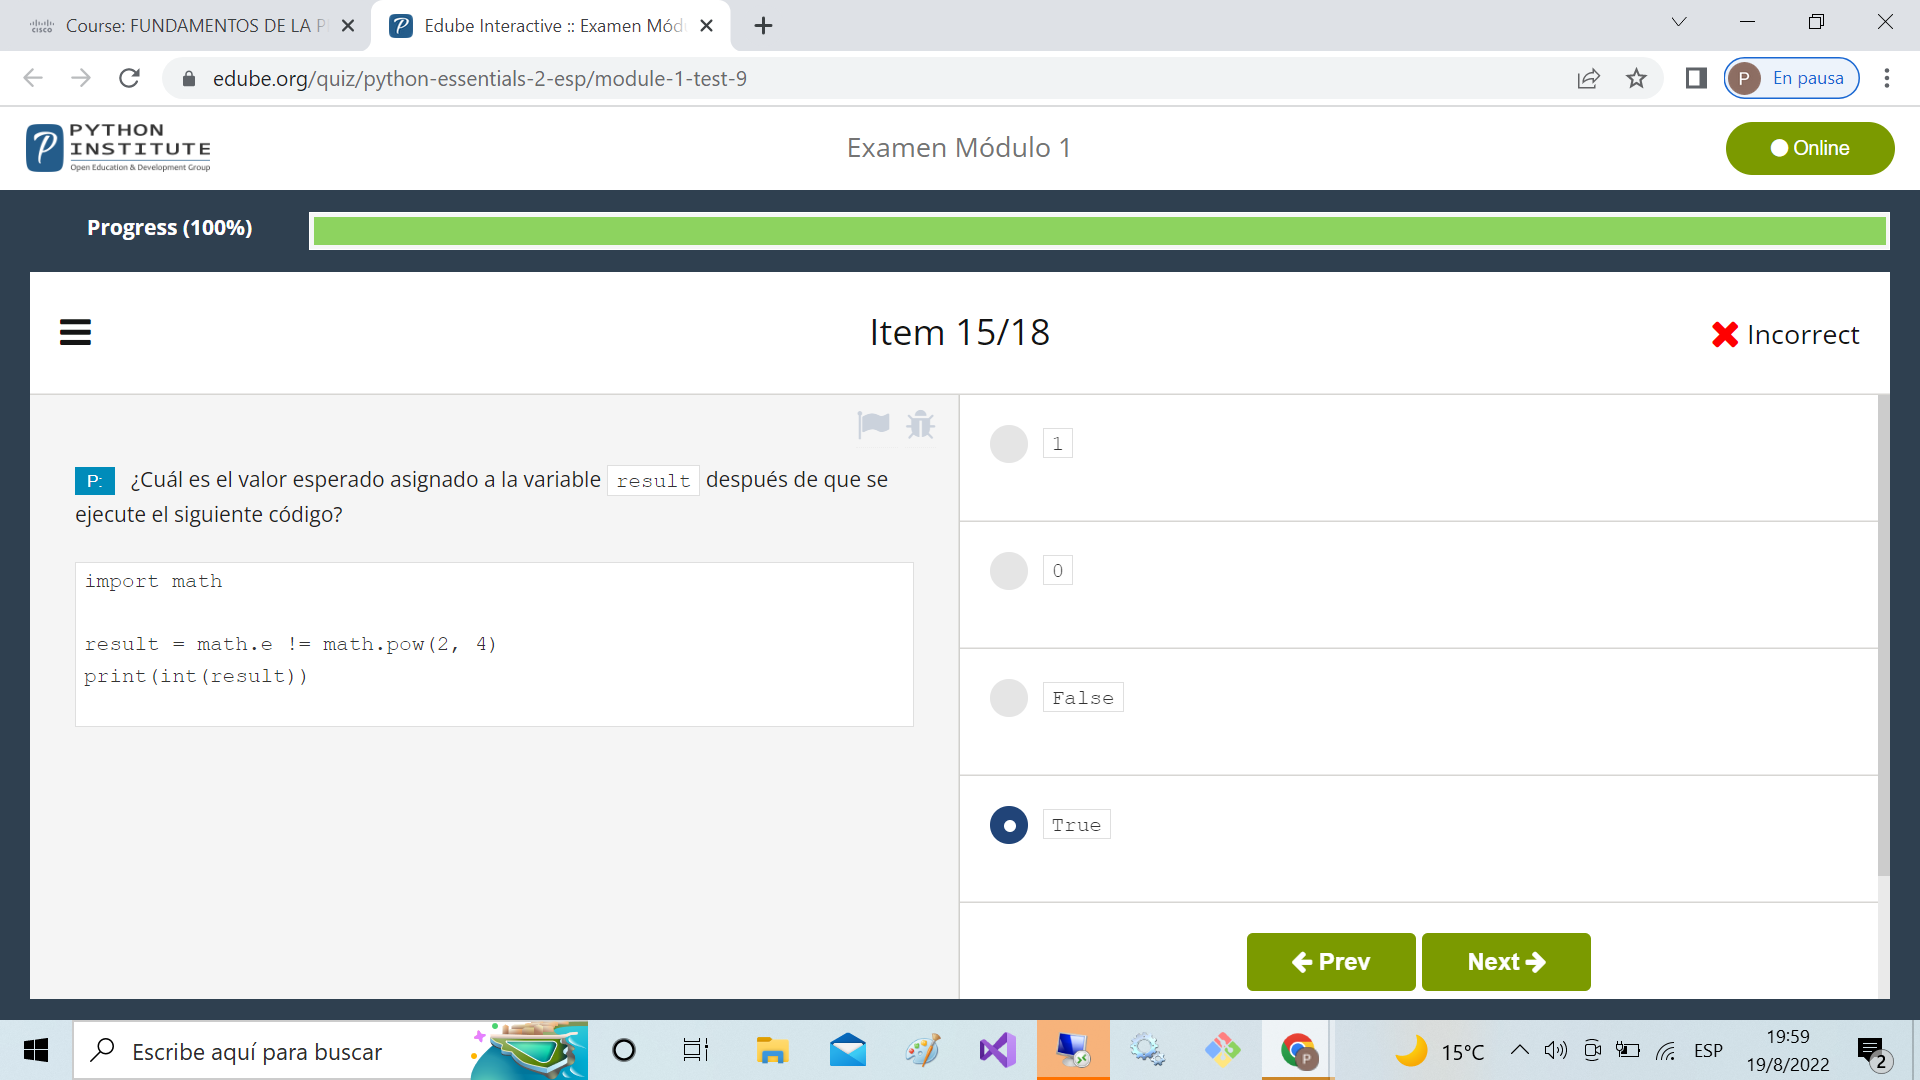 Course: FUNDAMENTOS DE LA P
Edube Interactive :: Examen Mód
edube.org/quiz/python-essentials-2-esp/module-1-test-9
P
En pausa
PYTHON
INSTITUTE
Open Education & Development Group
Examen Módulo 1
Online
Progress (100%)
Item 15/18
Incorrect
P: ¿Cuál es el valor esperado asignado a la variable result después de que se
ejecute el siguiente código?
import math
result = math.e != math.pow(2, 4)
print(int(result))
1
0
False
True
Prev
Next
Escribe aquí para buscar
P
15°C
ESP
19:59
19/8/2022
2